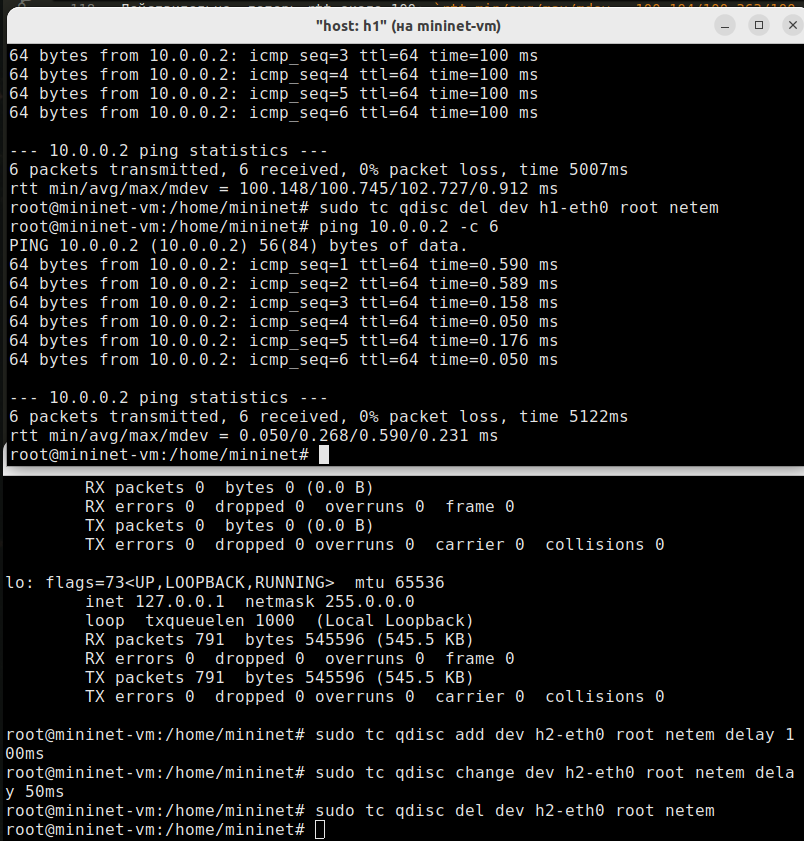 "host: h1" (на mininet-vm)
64 bytes from 10.0.0.2: icmp_seq=3 ttl=64 time=100 ms
64 bytes from 10.0.0.2: icmp_seq=4 ttl=64 time=100 ms
64 bytes from 10.0.0.2: icmp_seq=5 ttl=64 time=100 ms
64 bytes from 10.0.0.2: icmp_seq=6 ttl=64 time=100 ms
--- 10.0.0.2 ping statistics ---
6 packets transmitted, 6 received, 0% packet loss, time 5007ms
rtt min/avg/max/mdev = 100.148/100.745/102.727/0.912 ms
root@mininet-vm:/home/mininet# sudo tc qdisc del dev h1-eth0 root netem
root@mininet-vm:/home/mininet# ping 10.0.0.2 -c 6
PING 10.0.0.2 (10.0.0.2) 56(84) bytes of data.
64 bytes from 10.0.0.2: icmp_seq=1 ttl=64 time=0.590 ms
64 bytes from 10.0.0.2: icmp_seq=2 ttl=64 time=0.589 ms
64 bytes from 10.0.0.2: icmp_seq=3 ttl=64 time=0.158 ms
64 bytes from 10.0.0.2: icmp_seq=4 ttl=64 time=0.050 ms
64 bytes from 10.0.0.2: icmp_seq=5 ttl=64 time=0.176 ms
64 bytes from 10.0.0.2: icmp_seq=6 ttl=64 time=0.050 ms
--- 10.0.0.2 ping statistics ---
6 packets transmitted, 6 received, 0% packet loss, time 5122ms
rtt min/avg/max/mdev = 0.050/0.268/0.590/0.231 ms
root@mininet-vm:/home/mininet#
RX packets 0  bytes 0 (0.0 B)
RX errors 0  dropped 0  overruns 0  frame 0
TX packets 0  bytes 0 (0.0 B)
TX errors 0  dropped 0 overruns 0  carrier 0  collisions 0
lo: flags=73<UP,LOOPBACK,RUNNING>  mtu 65536
inet 127.0.0.1  netmask 255.0.0.0
loop  txqueuelen 1000  (Local Loopback)
RX packets 791  bytes 545596 (545.5 KB)
RX errors 0  dropped 0  overruns 0  frame 0
TX packets 791  bytes 545596 (545.5 KB)
TX errors 0  dropped 0 overruns 0  carrier 0  collisions 0
root@mininet-vm:/home/mininet# sudo tc qdisc add dev h2-eth0 root netem delay 1
00ms
root@mininet-vm:/home/mininet# sudo tc qdisc change dev h2-eth0 root netem dela
y 50ms
root@mininet-vm:/home/mininet# sudo tc qdisc del dev h2-eth0 root netem
root@mininet-vm:/home/mininet#